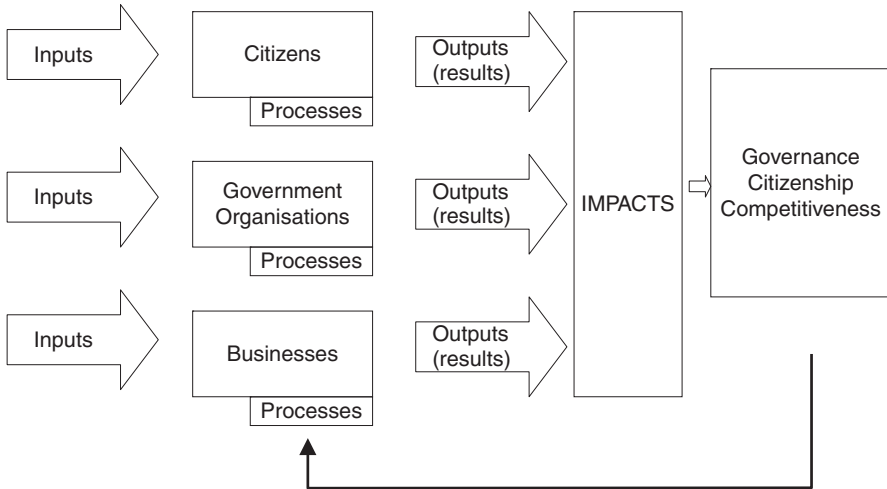 Inputs
Citizens
Processes
Outputs
(results)
Inputs
Government
Organisations
Processes
Outputs
(results)
Inputs
Businesses
Processes
Outputs
(results)
IMPACTS
Governance
Citizenship
Competitiveness